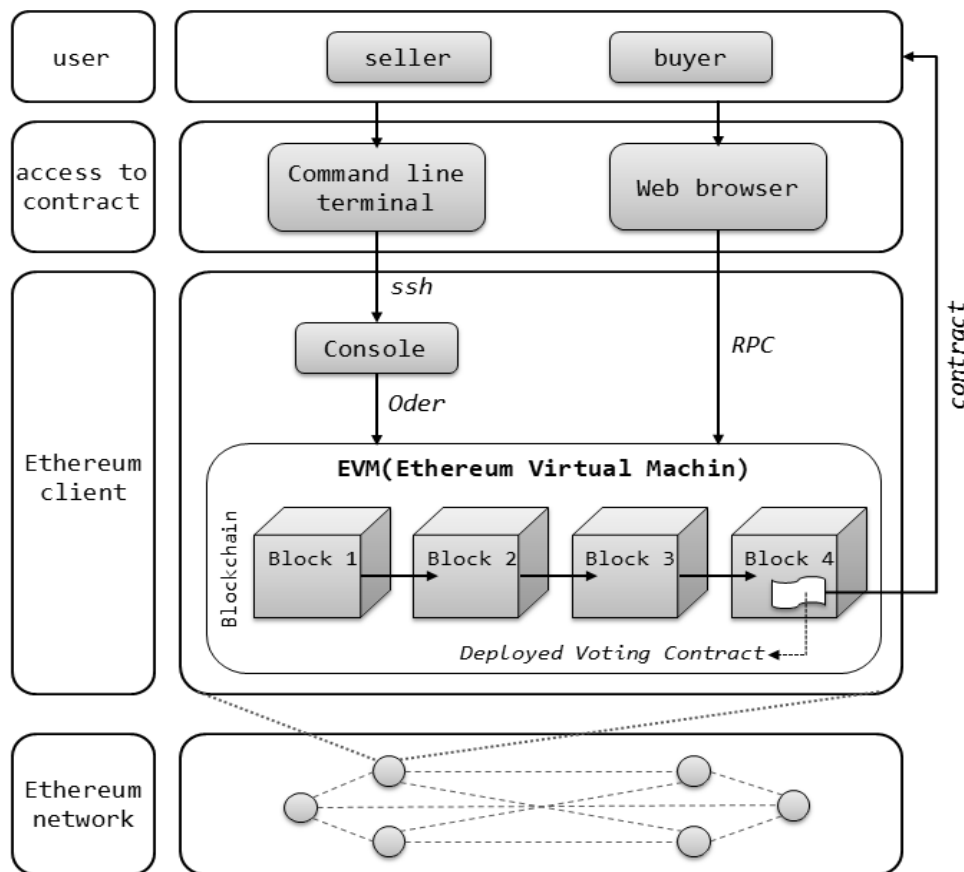 user
seller
buyer
access to
contract
Command line
terminal
Web browser
ssh
Console
RPC
Oder
contract
Ethereum
client
EVM(Ethereum Virtual Machin)
Blockchain
Block 1
Block 2
Block 3
Block 4
Deployed Voting Contract
Ethereum
network